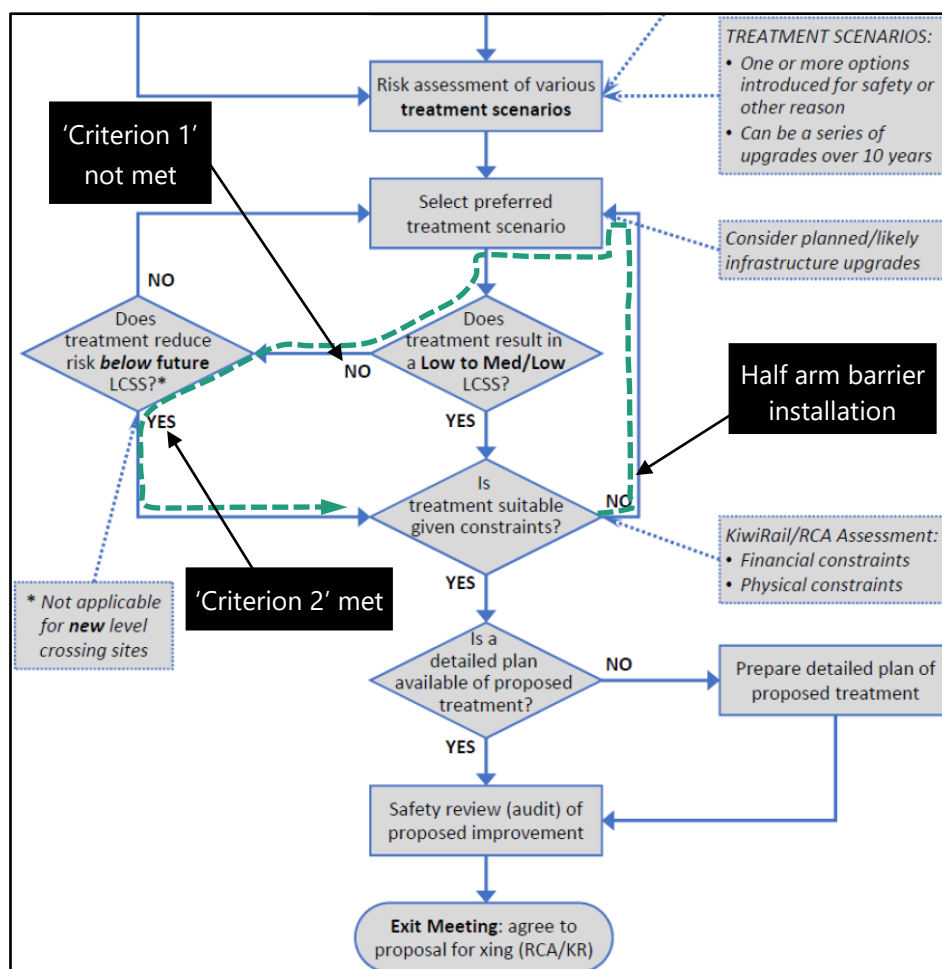 TREATMENT SCENARIOS:
• One or more options
introduced for safety or
other reason
• Can be a series of
upgrades over 10 years
Risk assessment of various
treatment scenarios
‘Criterion 1’
not met
Select preferred
treatment scenario
Consider planned/likely
infrastructure upgrades
NO
Does
treatment reduce
risk below future
LCSS?*
Does
treatment result in
a Low to Med/Low
LCSS?
NO
Half arm barrier
installation
YES
YES
Is
treatment suitable
given constraints?
NO
KiwiRail/RCA Assessment:
• Financial constraints
• Physical constraints
‘Criterion 2’ met
* Not applicable
for new level
crossing sites
YES
Is a
detailed plan
available of proposed
treatment?
NO
Prepare detailed plan of
proposed treatment
YES
Safety review (audit) of
proposed improvement
Exit Meeting: agree to
proposal for xing (RCA/KR)